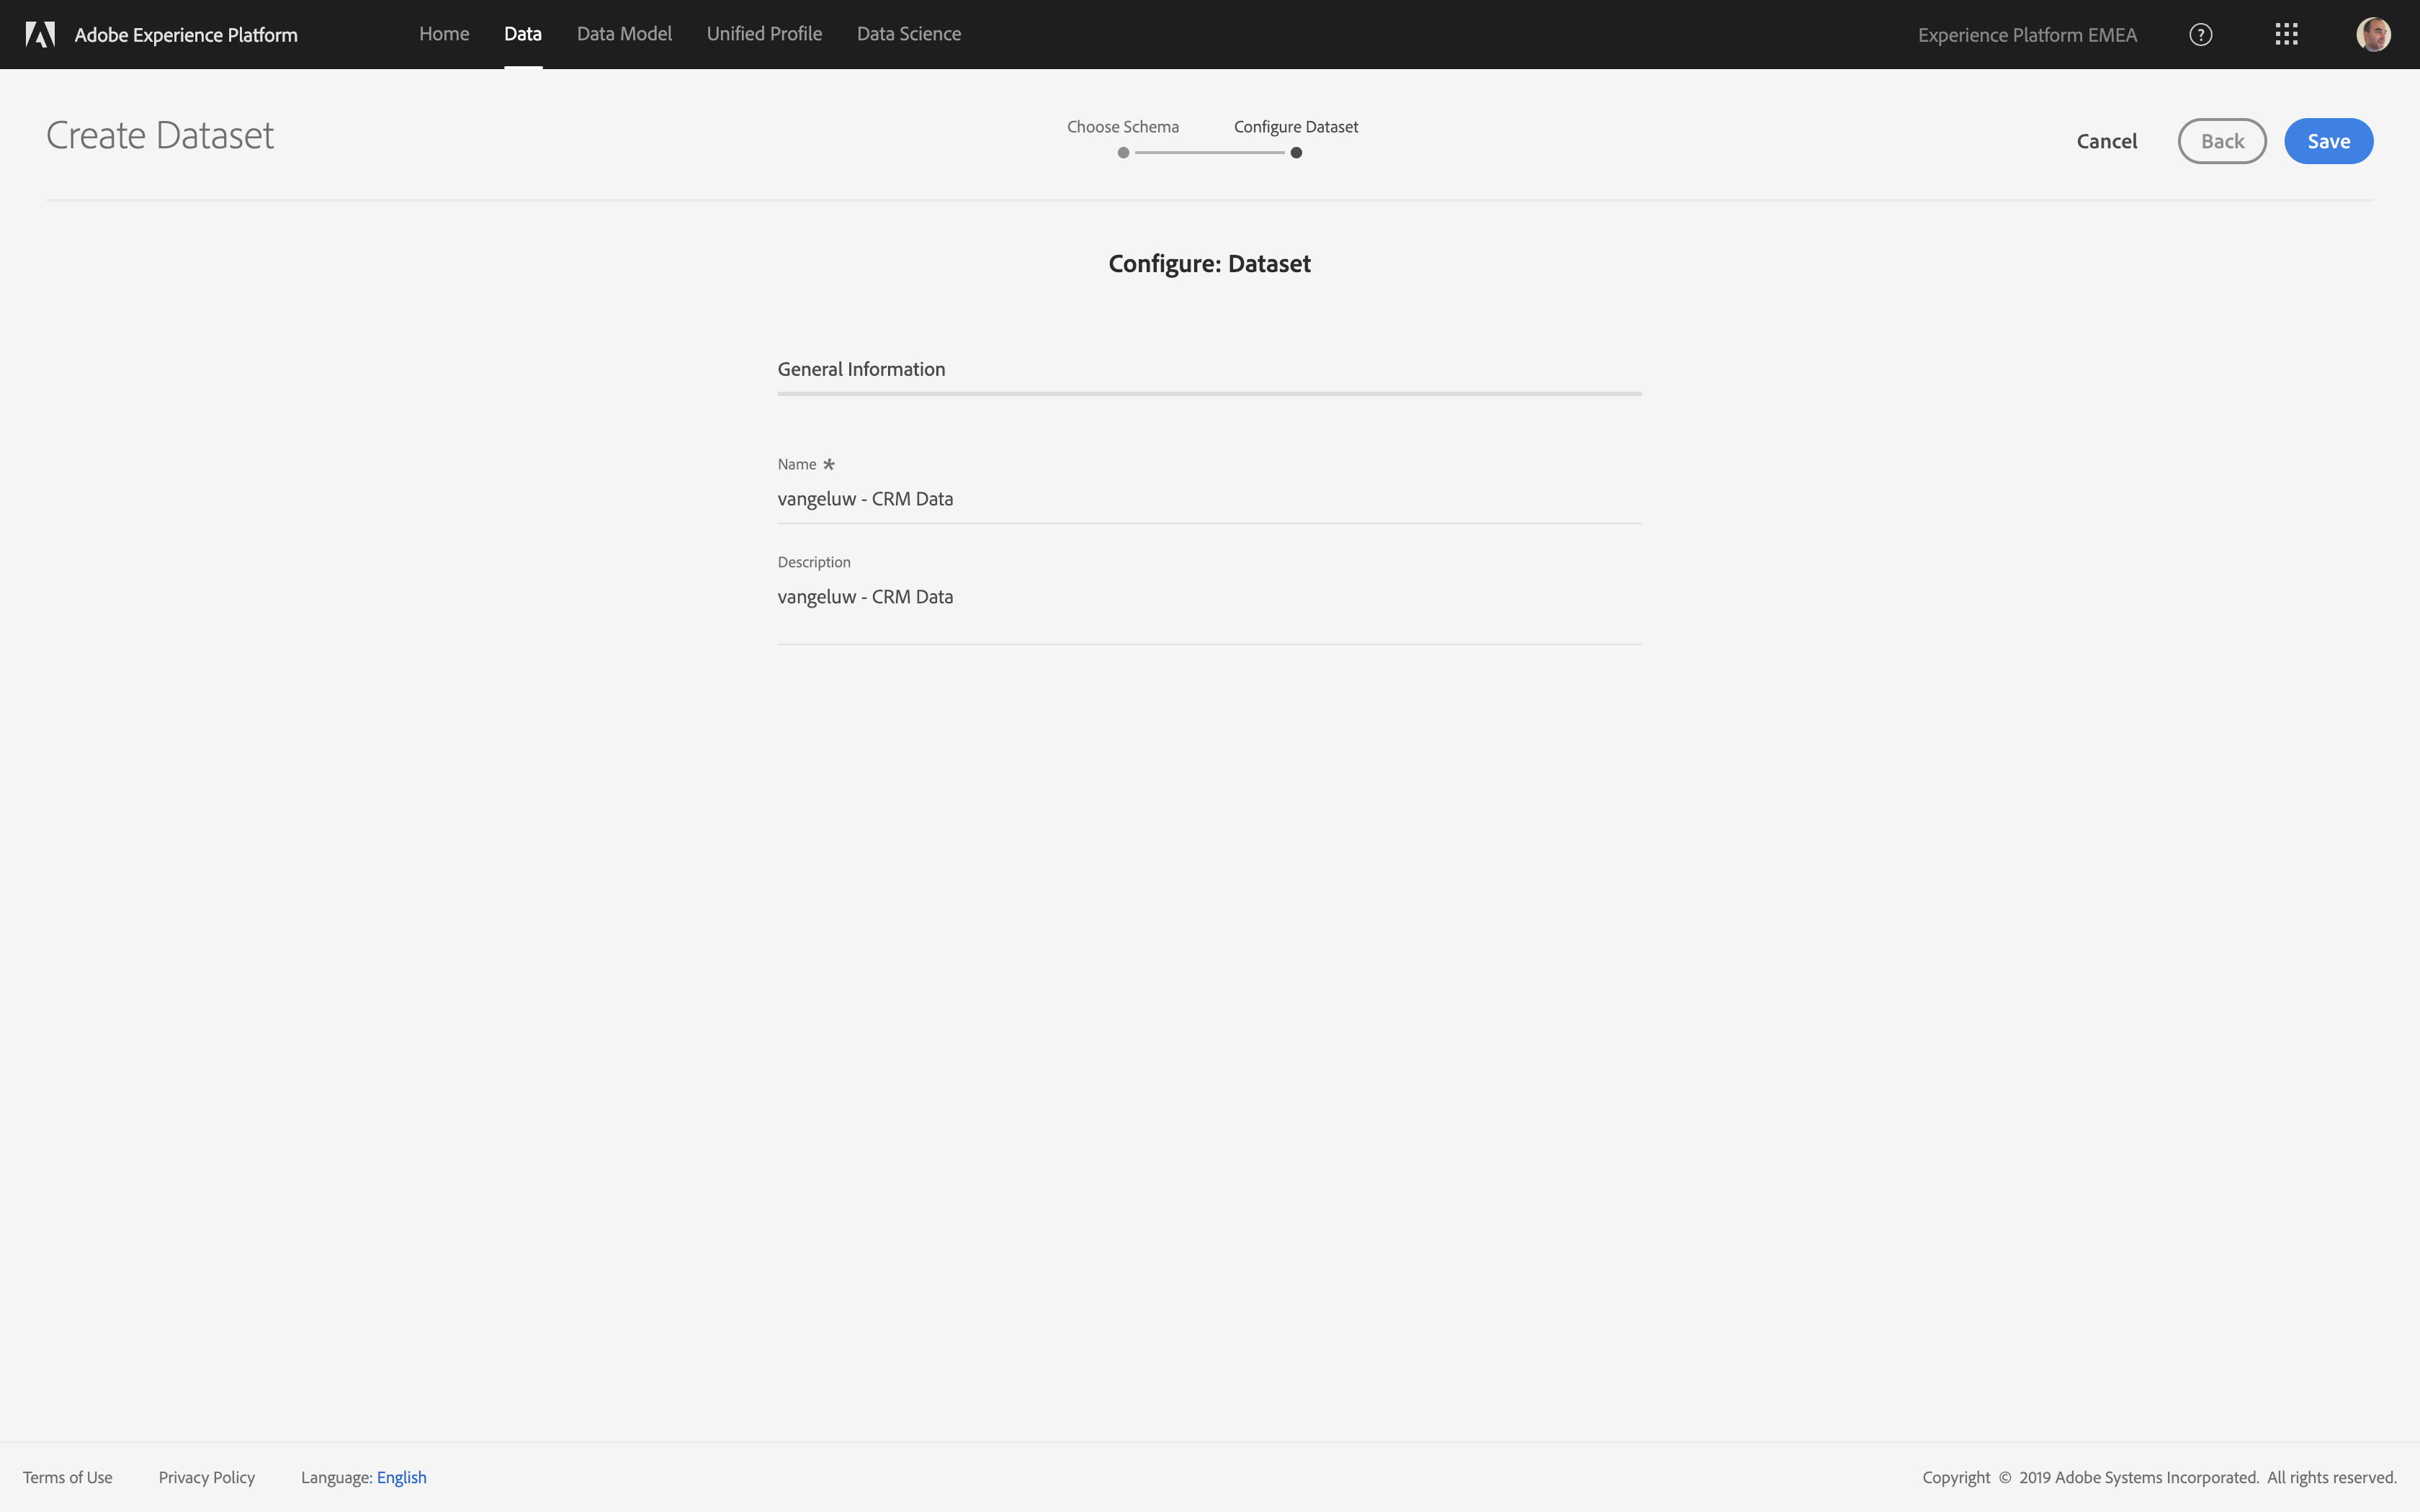 Adobe Experience Platform Home Data Data Model Unified Profile Data Science Experience Platform EMEA ?
Create Dataset
Choose Schema Configure Dataset
Cancel Back Save
Configure: Dataset
General Information
Name *
vangeluw - CRM Data
Description
vangeluw - CRM Data
Terms of Use Privacy Policy Language: English Copyright © 2019 Adobe Systems Incorporated. All rights reserved.